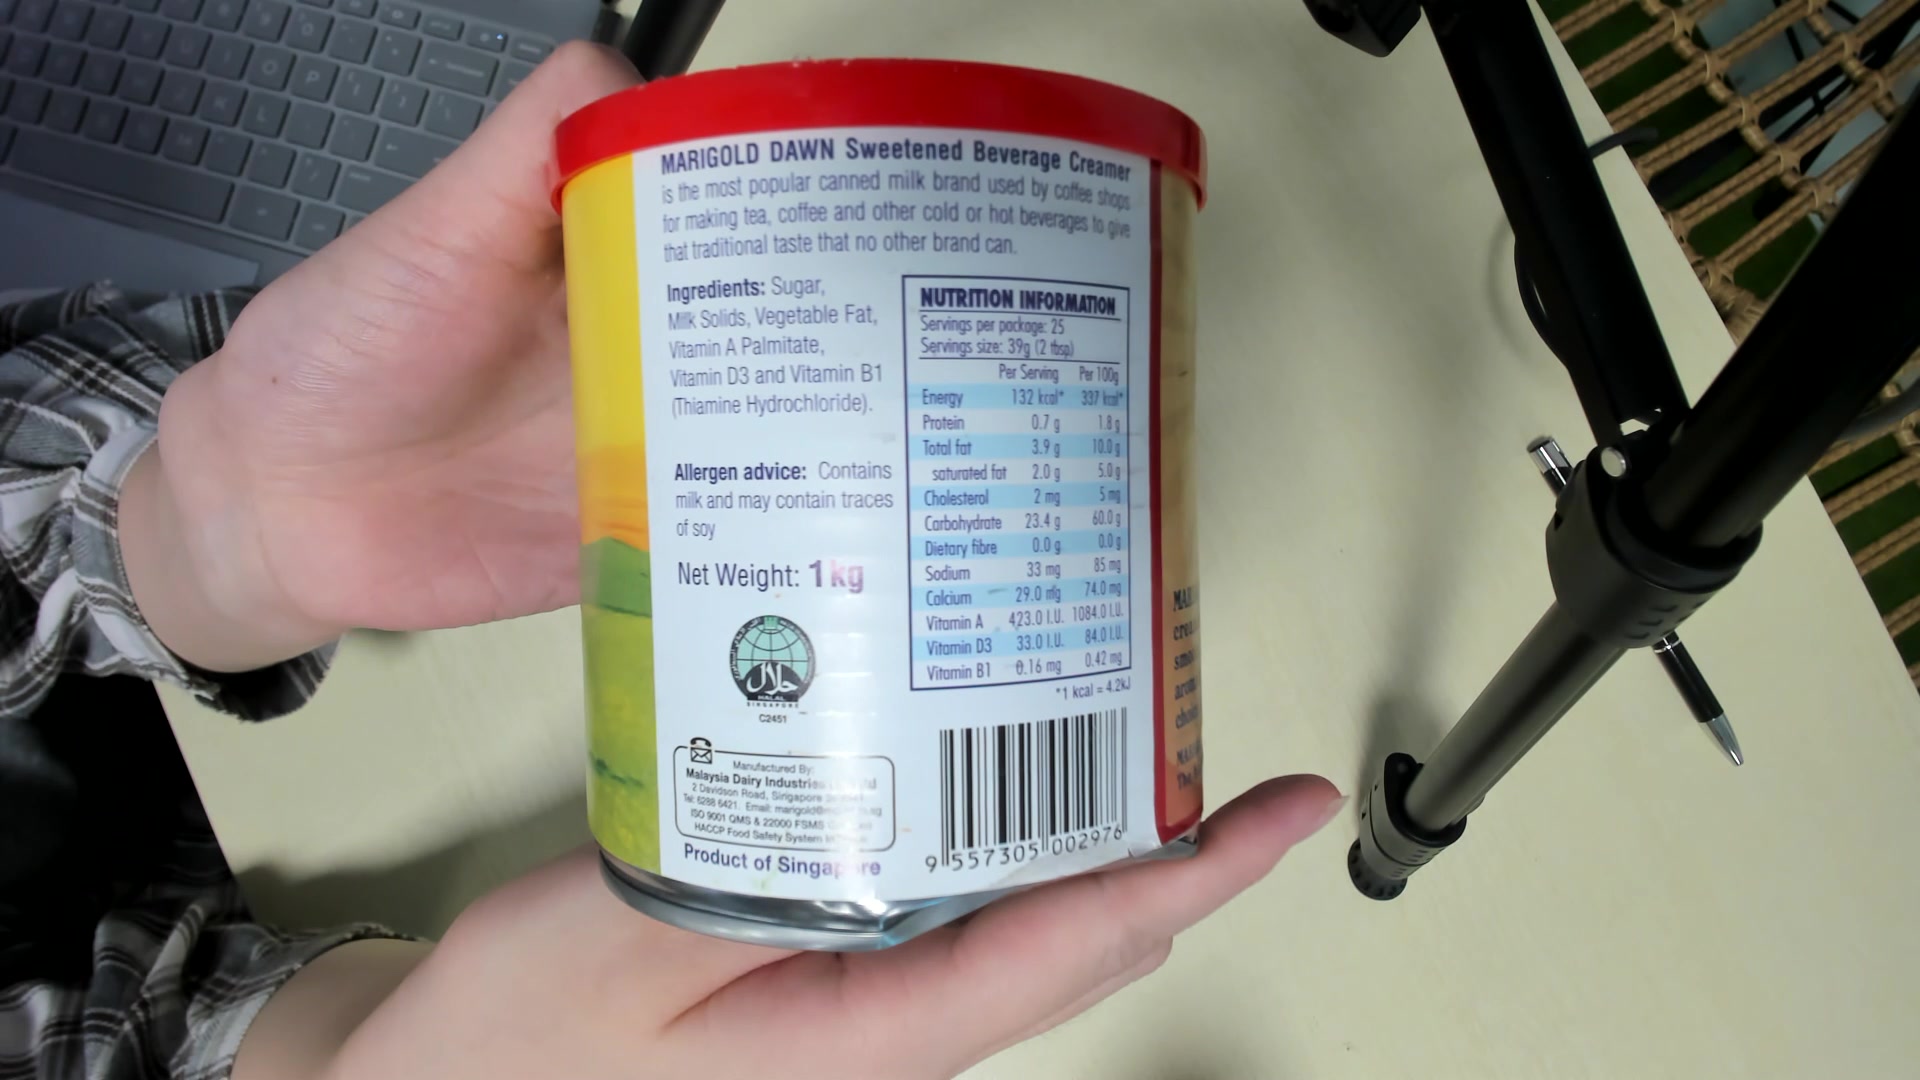 MARIGOLD DAWN Sweetened Beverage Creamer
is the most popular canned milk brand used by coffee shops
for making tea, coffee and other cold or hot beverages to give
that traditional taste that no other brand can.
Ingredients: Sugar,
Milk Solids, Vegetable Fat,
Vitamin A Palmitate,
Vitamin D3 and Vitamin B1
(Thiamine Hydrochloride).
Allergen advice: Contains
milk and may contain traces
of soy
Net Weight: 1kg
حلال
HALAL
SINGAPORE
C2451
Manufactured By:
Malaysia Dairy Industries
2 Davidson Road, Singapore
Tel: 6288 6421. Email:
ISO 9001 QMS & 22000 FSMS
HACCP Food Safety System
Product of Singapore
NUTRITION INFORMATION
Servings per package: 25
Servings size: 39g (2 tbsp)
Per Serving Per 100g
Energy 132 kcal* 337 kcal*
Protein 0.7 g 1.8 g
Total fat 3.9 g 10.0 g
saturated fat 2.0 g 5.0 g
Cholesterol 2 mg 5 mg
Carbohydrate 23.4 g 60.0 g
Dietary fibre 0.0 g 0.0 g
Sodium 33 mg 85 mg
Calcium 29.0 mg 74.0 mg
Vitamin A 423.0 I.U. 1084.0 I.U.
Vitamin D3 33.0 I.U. 84.0 I.U.
Vitamin B1 0.16 mg 0.42 mg
*1 kcal = 4.2kJ
9 557305 002976